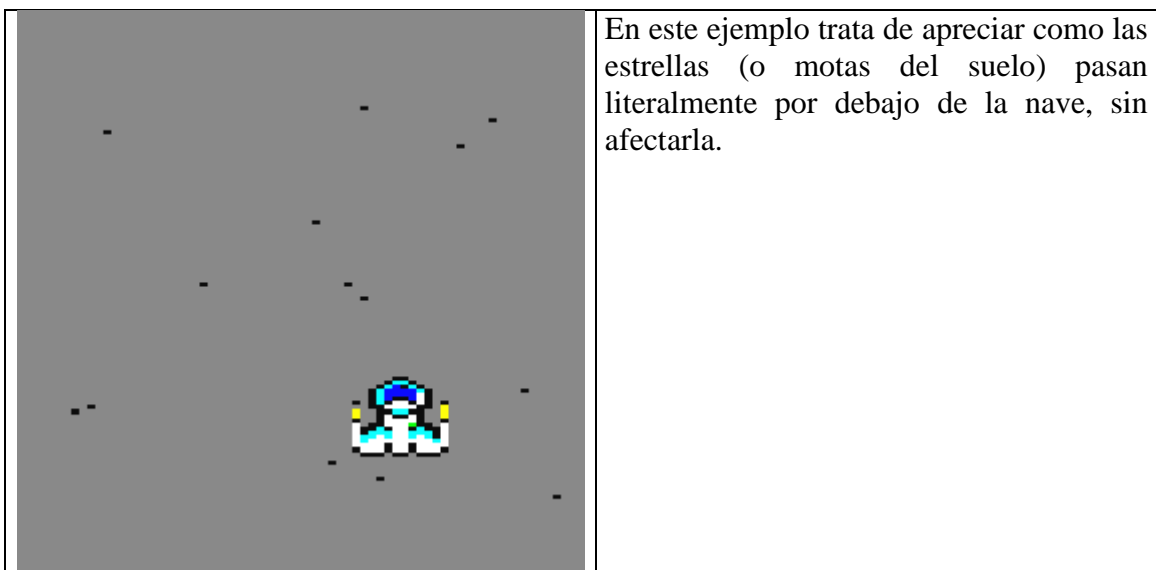 En este ejemplo trata de apreciar como las
estrellas (o motas del suelo) pasan
literalmente por debajo de la nave, sin
afectarla.